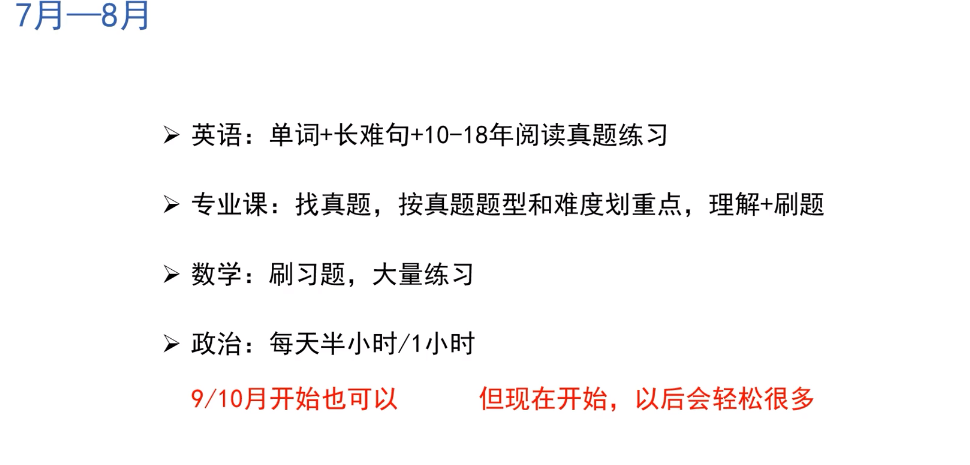 7月—8月
➢ 英语：单词+长难句+10-18年阅读真题练习
➢ 专业课：找真题，按真题题型和难度划重点，理解+刷题
➢ 数学：刷习题，大量练习
➢ 政治：每天半小时/1小时
9/10月开始也可以 但现在开始，以后会轻松很多